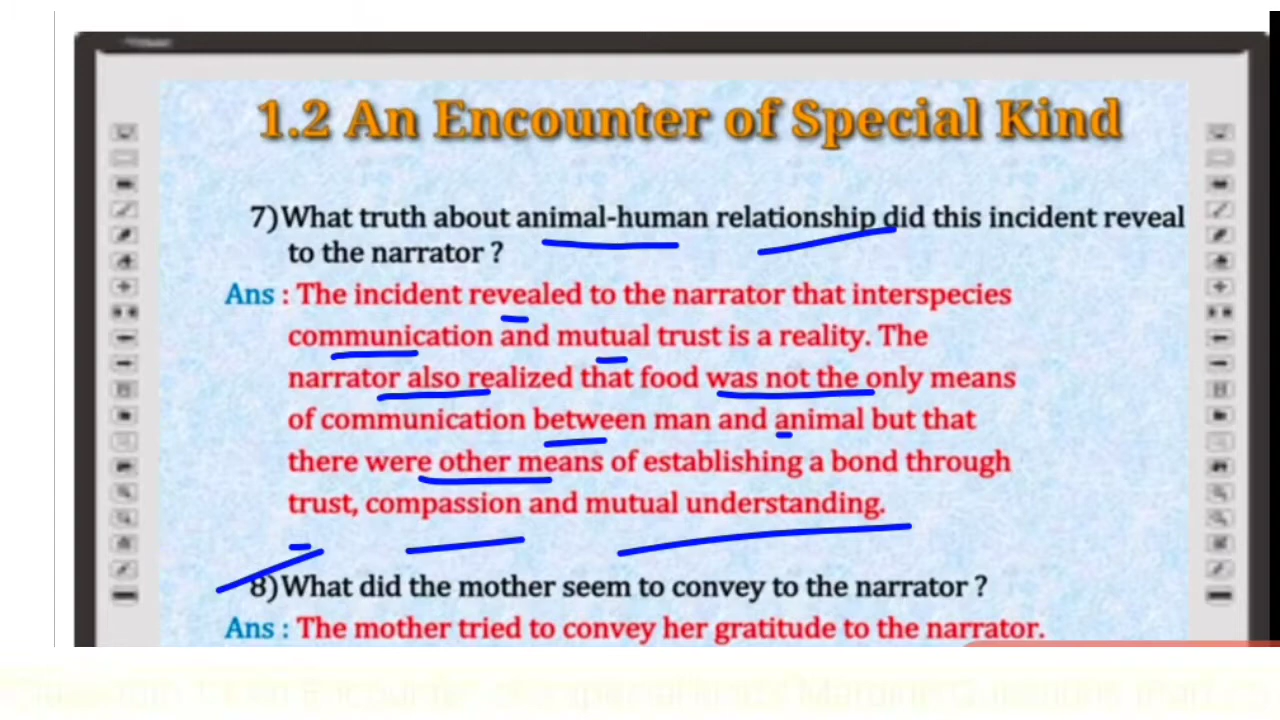 1.2 An Encounter of Special Kind
7)What truth about animal-human relationship did this incident reveal
to the narrator ?
Ans : The incident revealed to the narrator that interspecies
communication and mutual trust is a reality. The
narrator also realized that food was not the only means
of communication between man and animal but that
there were other means of establishing a bond through
trust, compassion and mutual understanding.
8)What did the mother seem to convey to the narrator ?
Ans : The mother tried to convey her gratitude to the narrator.